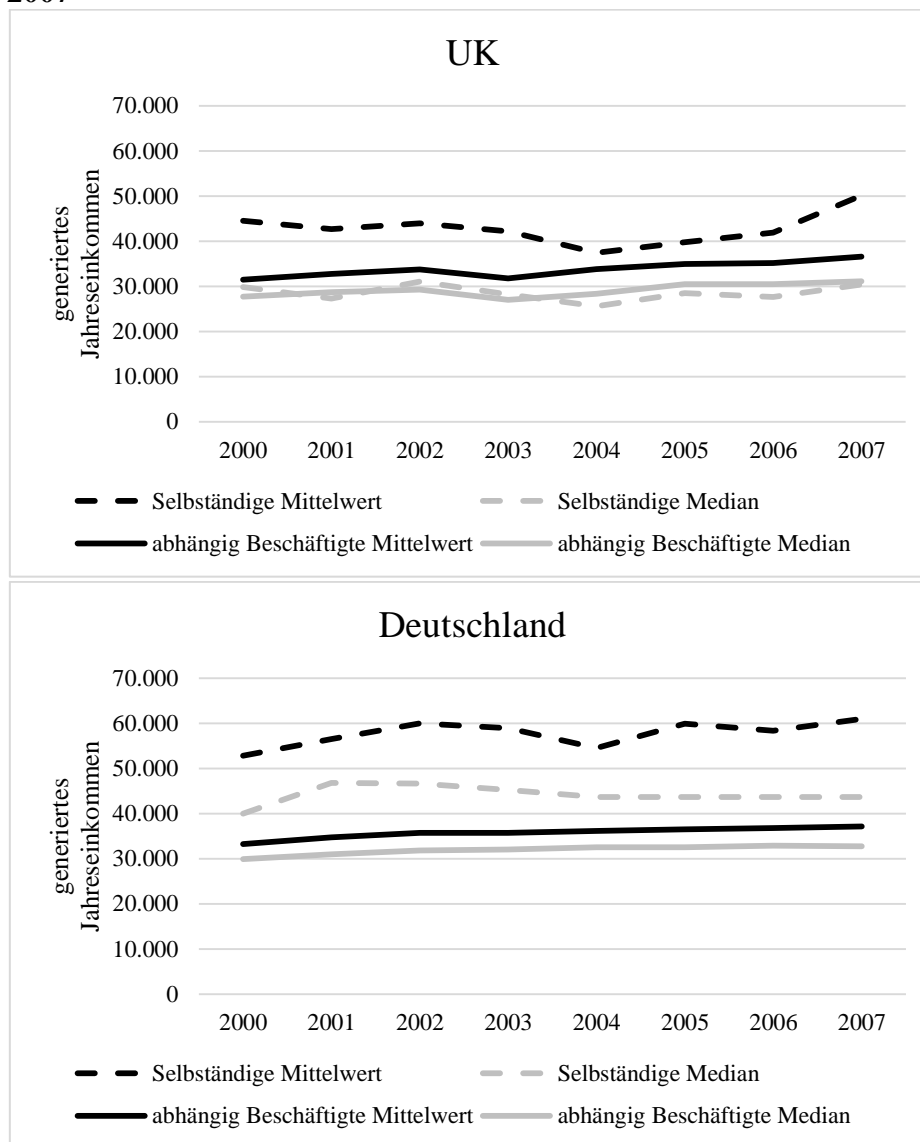 2007
UK
70.000
60.000
50.000
40.000
30.000
20.000
10.000
0
generiertes
Jahreseinkommen
2000 2001 2002 2003 2004 2005 2006 2007
Selbständige Mittelwert Selbständige Median
abhängig Beschäftigte Mittelwert abhängig Beschäftigte Median
Deutschland
70.000
60.000
50.000
40.000
30.000
20.000
10.000
0
generiertes
Jahreseinkommen
2000 2001 2002 2003 2004 2005 2006 2007
Selbständige Mittelwert Selbständige Median
abhängig Beschäftigte Mittelwert abhängig Beschäftigte Median